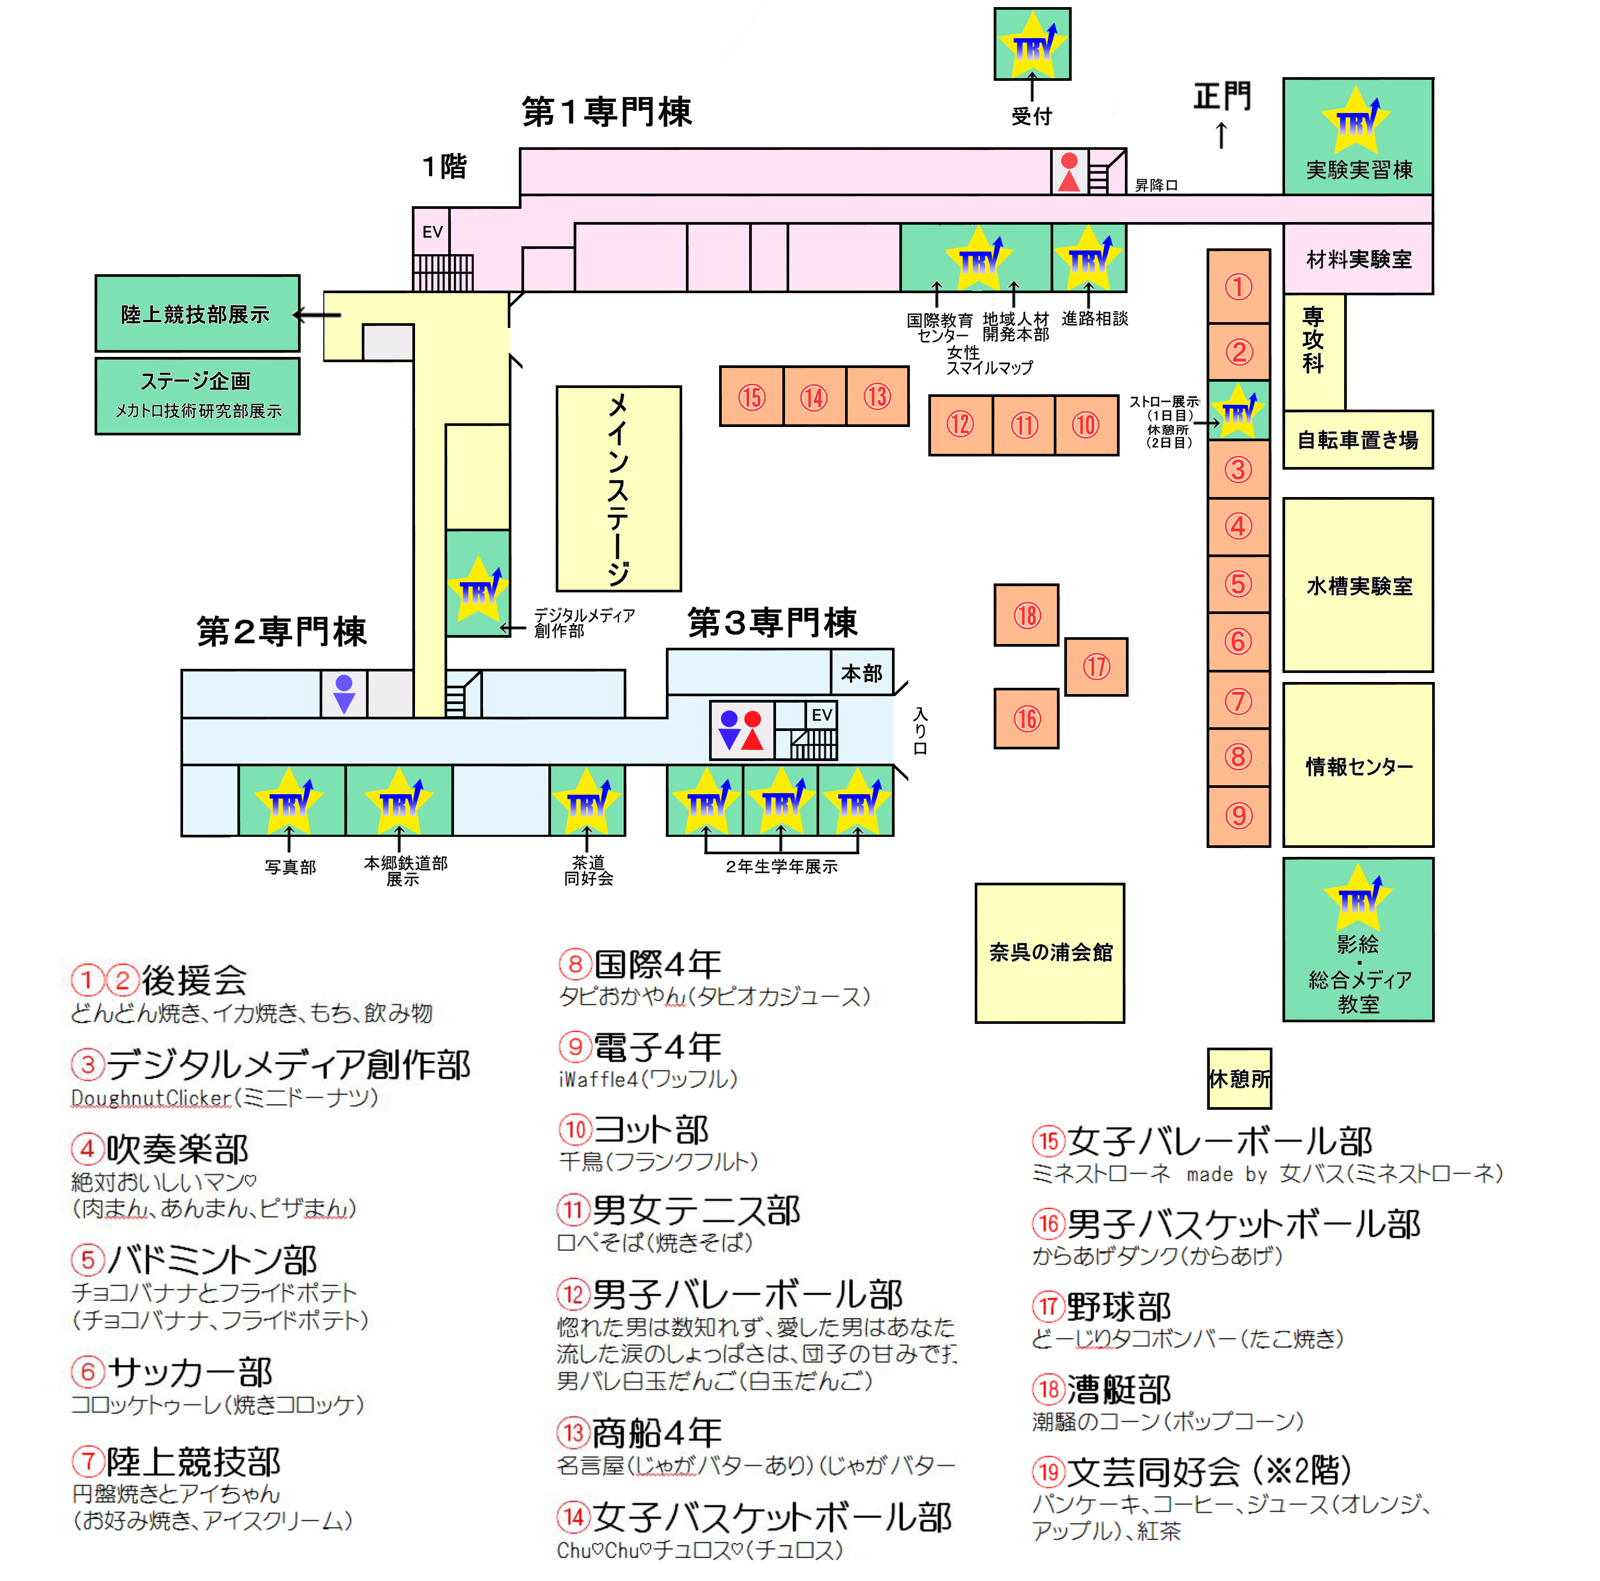 TRY
受付
正門
↑
第1専門棟
1階
TRY
実験実習棟
昇降口
EV
材料実験室
TRY
TRY
国際教育
センター
女性
スマイルマップ
地域人材
開発本部
進路相談
陸上競技部展示
ステージ企画
メカトロ技術研究部展示
メインステージ
⑮
⑭
⑬
⑫
⑪
⑩
①
②
TRY
ストロー展示
(1日目)
休憩所
(2日目)
③
④
⑤
⑥
⑦
⑧
⑨
専攻科
自転車置き場
水槽実験室
情報センター
TRY
影絵
・
総合メディア
教室
TRY
デジタルメディア
創作部
⑱
⑰
⑯
第2専門棟
第3専門棟
本部
EV
入り口
TRY
TRY
TRY
TRY
TRY
TRY
写真部
本郷鉄道部
展示
茶道
同好会
2年生学年展示
奈呉の浦会館
休憩所
①②後援会
どんどん焼き、イカ焼き、もち、飲み物
③デジタルメディア創作部
DoughnutClicker(ミニドーナツ)
④吹奏楽部
絶対おいしいマン♡
(肉まん、あんまん、ピザまん)
⑤バドミントン部
チョコバナナとフライドポテト
(チョコバナナ、フライドポテト)
⑥サッカー部
コロッケトゥーレ(焼きコロッケ)
⑦陸上競技部
円盤焼きとアイちゃん
(お好み焼き、アイスクリーム)
⑧国際4年
タピおかやん(タピオカジュース)
⑨電子4年
iWaffle4(ワッフル)
⑩ヨット部
千鳥(フランクフルト)
⑪男女テニス部
ロペそば(焼きそば)
⑫男子バレーボール部
惚れた男は数知れず、愛した男はあなた
流した涙のしょっぱさは、団子の甘みで打
男バレ白玉だんご(白玉だんご)
⑬商船4年
名言屋(じゃがバターあり)(じゃがバター
⑭女子バスケットボール部
Chu♡Chu♡チュロス♡(チュロス)
⑮女子バレーボール部
ミネストローネ made by 女バス(ミネストローネ)
⑯男子バスケットボール部
からあげダンク(からあげ)
⑰野球部
どーじりタコボンバー(たこ焼き)
⑱漕艇部
潮騒のコーン(ポップコーン)
⑲文芸同好会(※2階)
パンケーキ、コーヒー、ジュース(オレンジ、
アップル)、紅茶